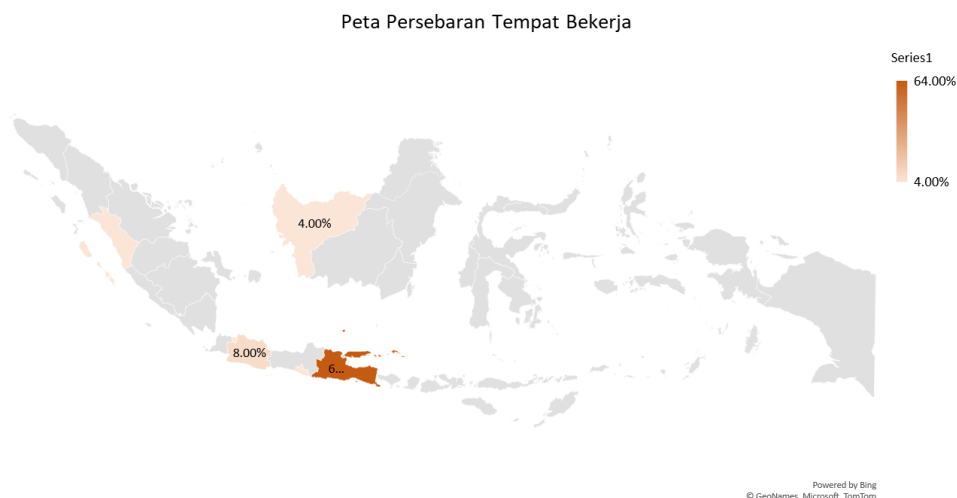 Peta Persebaran Tempat Bekerja
Series1
64.00%
4.00%
4.00%
8.00%
6...
Powered by Bing
© GeoNames, Microsoft, TomTom